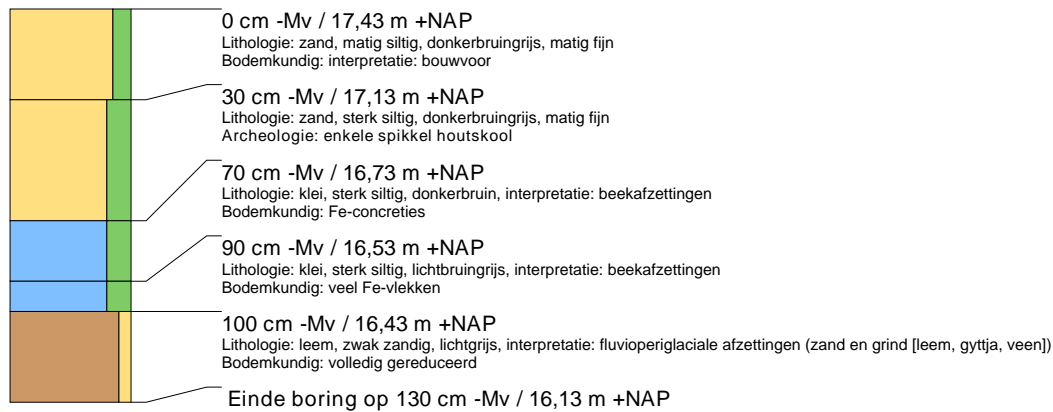 0 cm -Mv / 17,43 m +NAP
Lithologie: zand, matig siltig, donkerbruingrijs, matig fijn
Bodemkundig: interpretatie: bouwvoor
30 cm -Mv / 17,13 m +NAP
Lithologie: zand, sterk siltig, donkerbruingrijs, matig fijn
Archeologie: enkele spikkel houtskool
70 cm -Mv / 16,73 m +NAP
Lithologie: klei, sterk siltig, donkerbruin, interpretatie: beekafzettingen
Bodemkundig: Fe-concreties
90 cm -Mv / 16,53 m +NAP
Lithologie: klei, sterk siltig, lichtbruingrijs, interpretatie: beekafzettingen
Bodemkundig: veel Fe-vlekken
100 cm -Mv / 16,43 m +NAP
Lithologie: leem, zwak zandig, lichtgrijs, interpretatie: fluvioperiglaciale afzettingen (zand en grind [leem, gyttja, veen])
Bodemkundig: volledig gereduceerd
Einde boring op 130 cm -Mv / 16,13 m +NAP